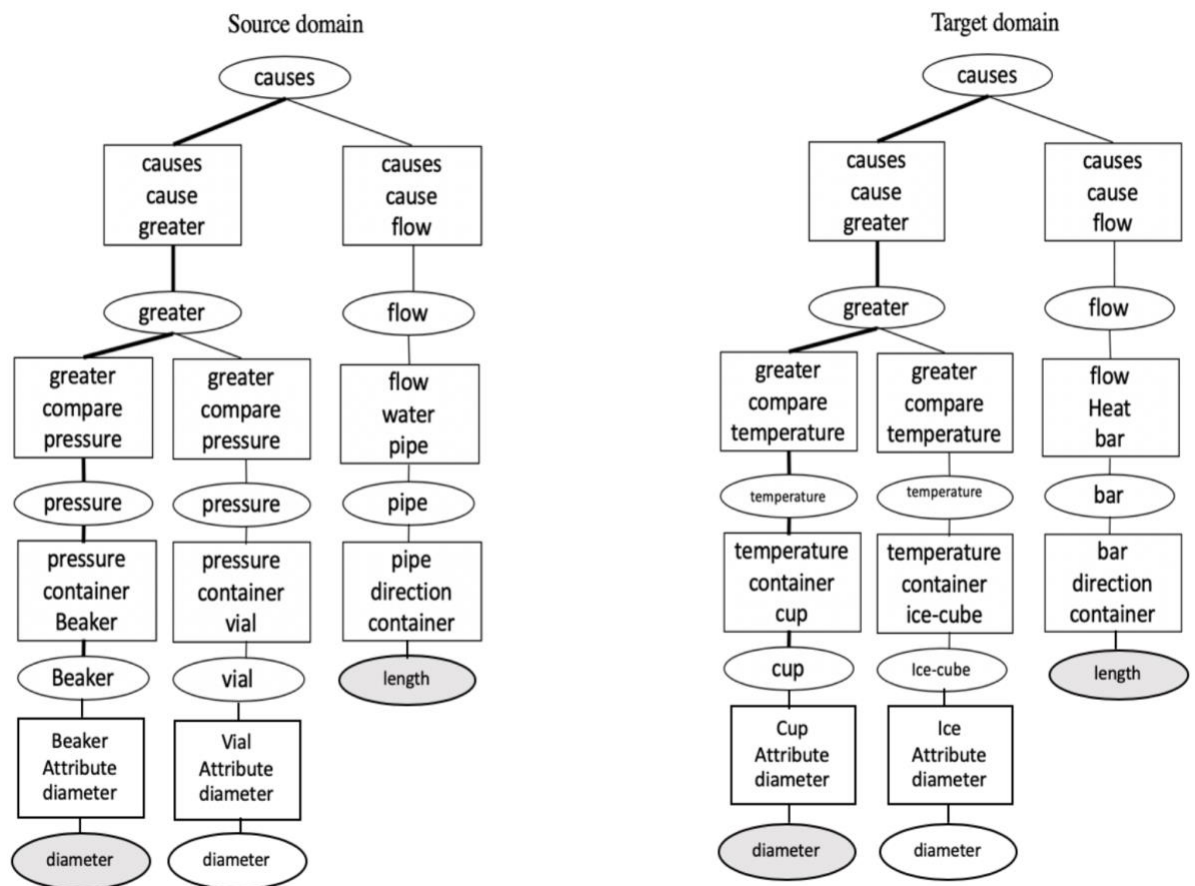 Source domain
causes
causes
cause
greater
causes
cause
flow
greater
flow
greater
compare
pressure
greater
compare
pressure
flow
water
pipe
pressure
pressure
pipe
pressure
container
Beaker
pressure
container
vial
pipe
direction
container
Beaker
vial
length
Beaker
Attribute
diameter
Vial
Attribute
diameter
diameter
diameter
Target domain
causes
causes
cause
greater
causes
cause
flow
greater
flow
greater
compare
temperature
greater
compare
temperature
flow
Heat
bar
temperature
temperature
bar
temperature
container
cup
temperature
container
ice-cube
bar
direction
container
cup
Ice-cube
length
Cup
Attribute
diameter
Ice
Attribute
diameter
diameter
diameter